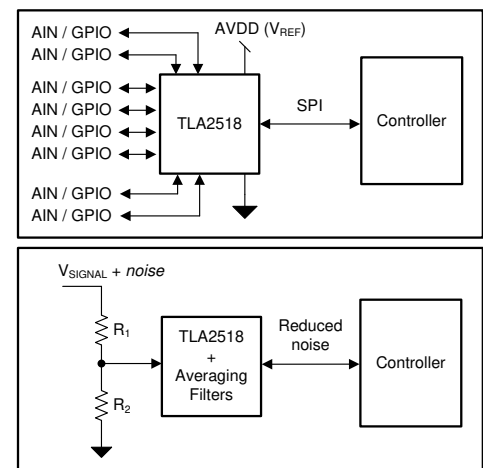 AIN / GPIO
AIN / GPIO
AIN / GPIO
AIN / GPIO
AIN / GPIO
AIN / GPIO
AIN / GPIO
AIN / GPIO
AVDD (VREF)
TLA2518
SPI
Controller
VSIGNAL + noise
R1
R2
TLA2518
+
Averaging
Filters
Reduced
noise
Controller